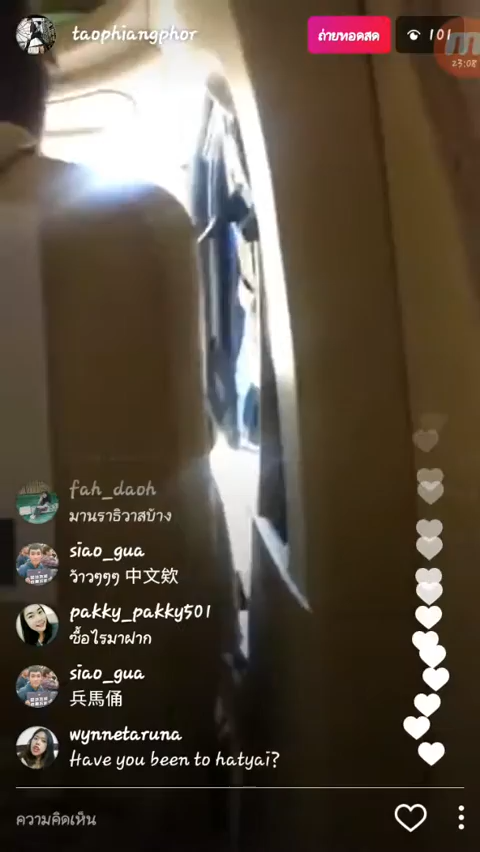 taophiangphor
ถ่ายทอดสด
101
23:08
fah_daoh
มานราธิวาสบ้าง
siao_gua
ว้าวๆๆๆ 中文欸
pakky_pakky501
ซื้อไรมาฝาก
siao_gua
兵馬俑
wynnetaruna
Have you been to hatyai?
ความคิดเห็น